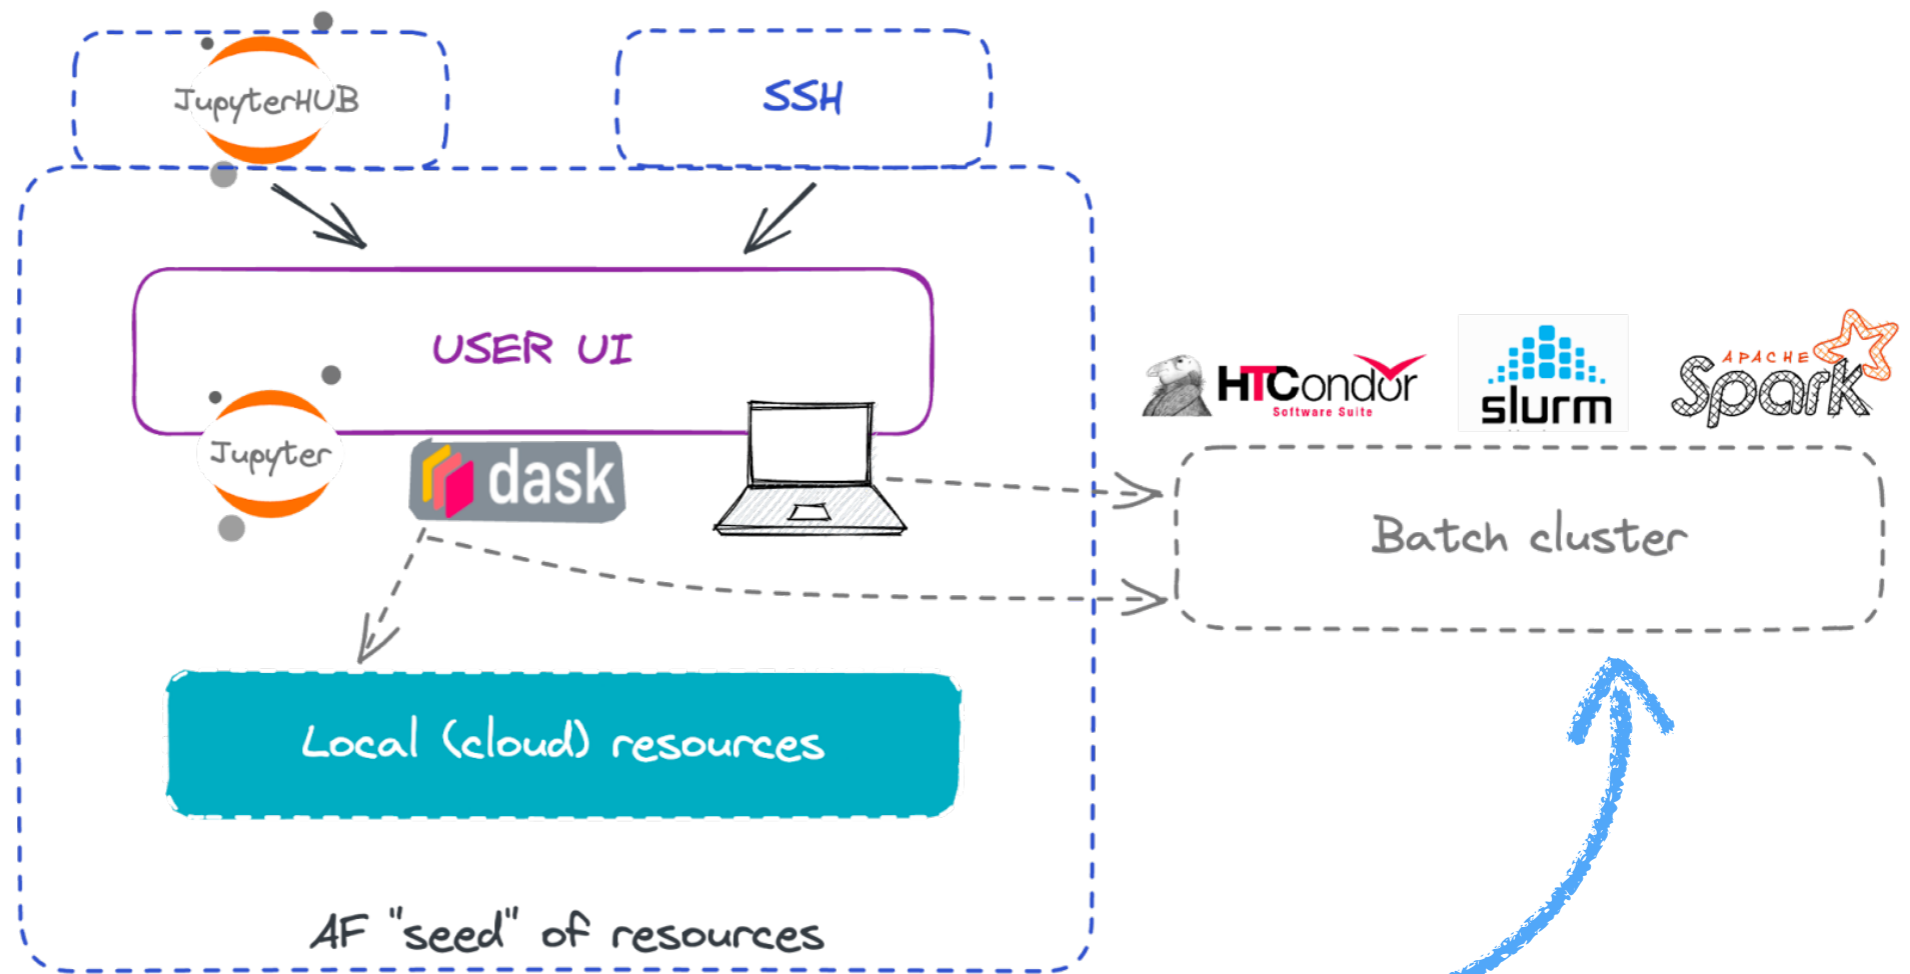 JupyterHUB
SSH
USER UI
Jupyter
dask
HTCondor
Software Suite
slurm
APACHE
Spark
Batch cluster
Local (cloud) resources
AF "seed" of resources